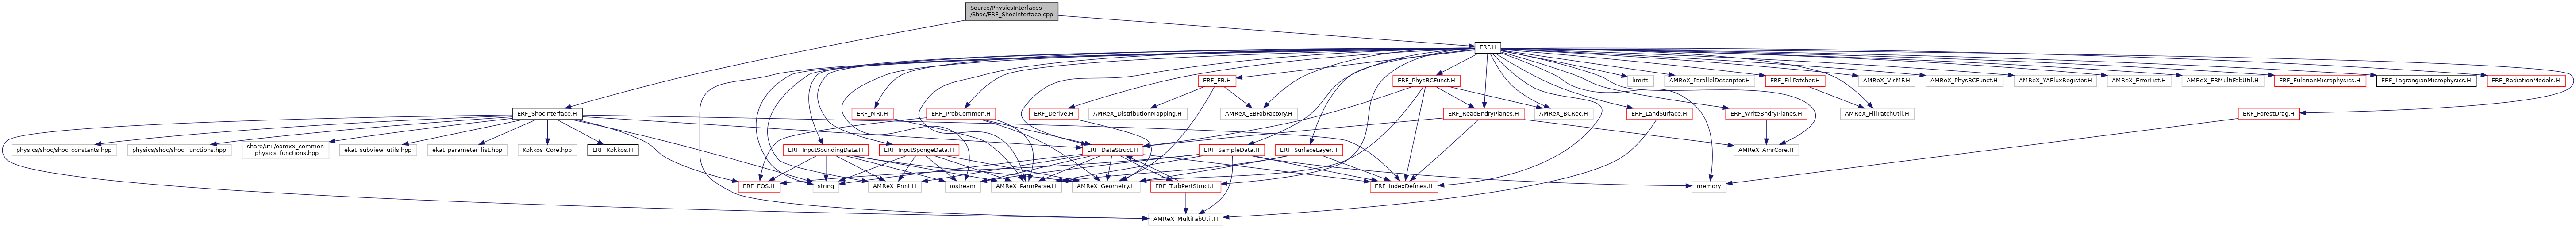 Source/PhysicsInterfaces
/Shoc/ERF_ShocInterface.cpp
ERF.H
ERF_EB.H
ERF_PhysBCFunct.H
limits
AMReX_ParallelDescriptor.H
ERF_FillPatcher.H
AMReX_VisMF.H
AMReX_PhysBCFunct.H
AMReX_YAFluxRegister.H
AMReX_ErrorList.H
AMReX_EBMultiFabUtil.H
ERF_EulerianMicrophysics.H
ERF_LagrangianMicrophysics.H
ERF_RadiationModels.H
ERF_ShocInterface.H
ERF_MRI.H
ERF_ProbCommon.H
ERF_Derive.H
AMReX_DistributionMapping.H
AMReX_EBFabFactory.H
ERF_ReadBndryPlanes.H
AMReX_BCRec.H
ERF_LandSurface.H
ERF_WriteBndryPlanes.H
AMReX_FillPatchUtil.H
ERF_ForestDrag.H
physics/shoc/shoc_constants.hpp
physics/shoc/shoc_functions.hpp
share/util/eamxx_common
_physics_functions.hpp
ekat_subview_utils.hpp
ekat_parameter_list.hpp
Kokkos_Core.hpp
ERF_Kokkos.H
ERF_InputSoundingData.H
ERF_InputSpongeData.H
ERF_DataStruct.H
ERF_SampleData.H
ERF_SurfaceLayer.H
AMReX_AmrCore.H
ERF_EOS.H
string
AMReX_Print.H
iostream
AMReX_ParmParse.H
AMReX_Geometry.H
ERF_TurbPertStruct.H
ERF_IndexDefines.H
memory
AMReX_MultiFabUtil.H